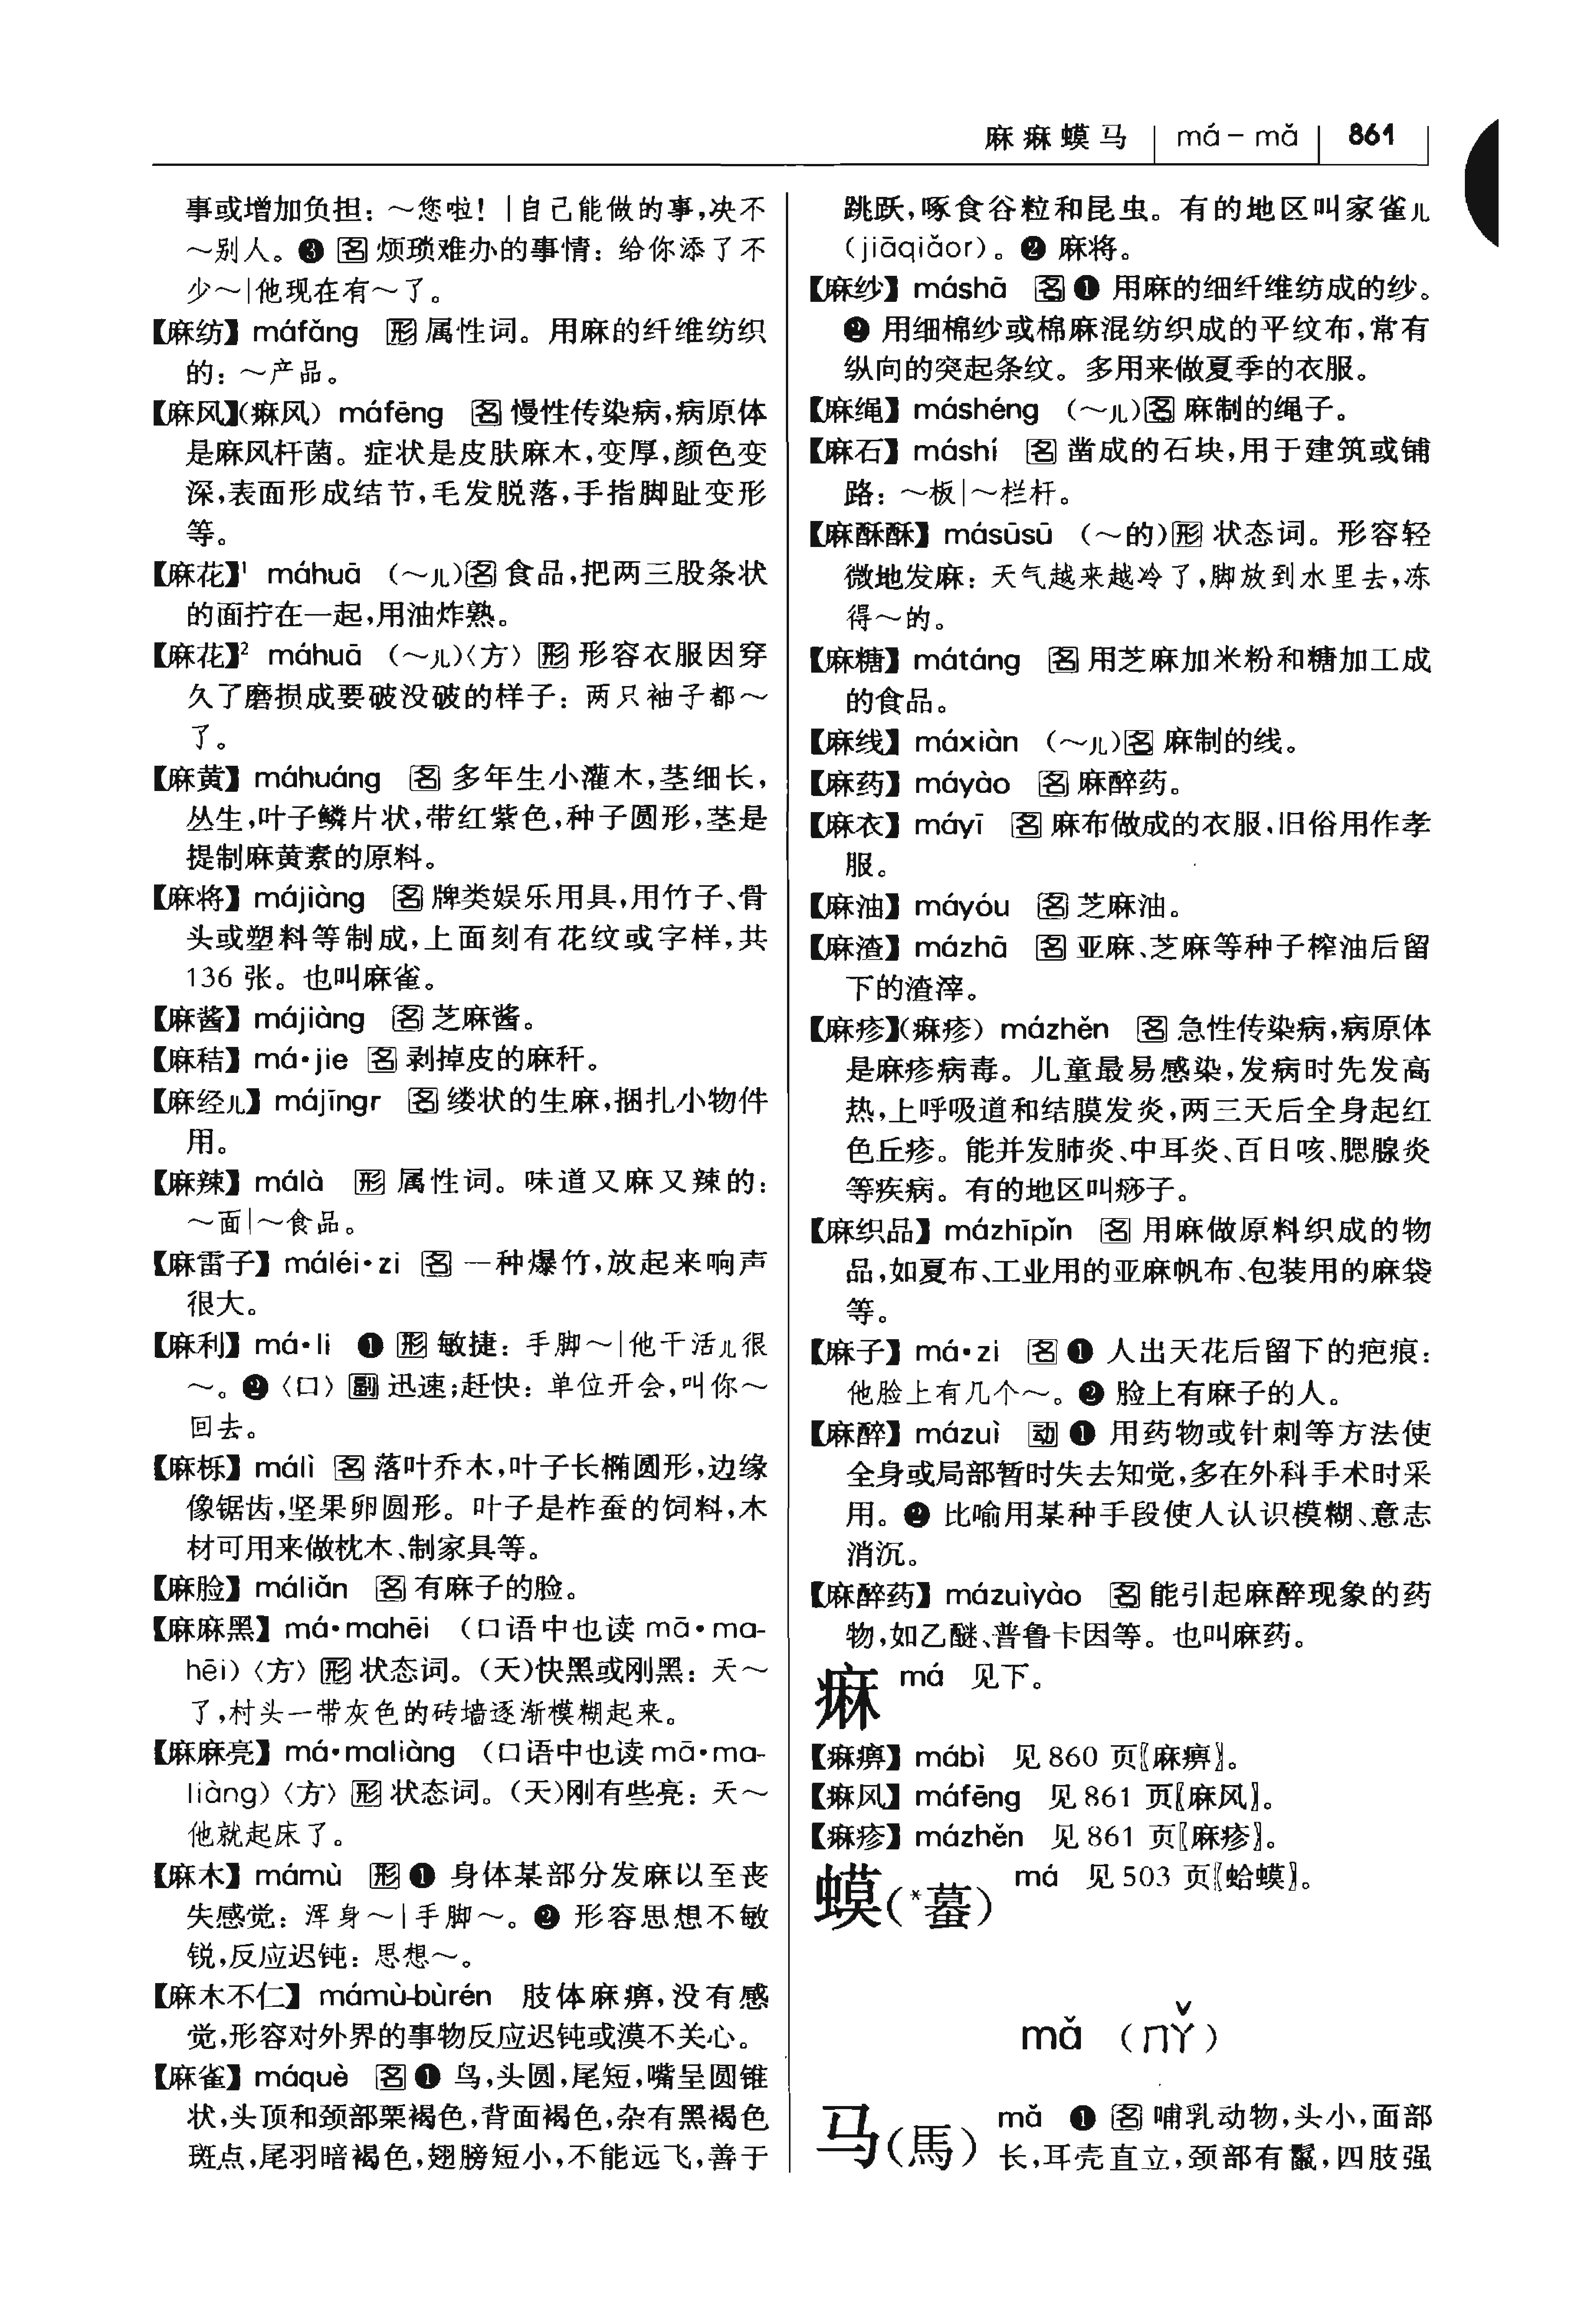 麻痳蟆马 | má－mǎ | 861
事或增加负担：～您啦！｜自己能做的事，决不
～别人。❸ 名 烦琐难办的事情：给你添了不
少～｜他现在有～了。
【麻纺】máfǎng 形 属性词。用麻的纤维纺织
的：～产品。
【麻风】（痳风）máfēng 名 慢性传染病，病原体
是麻风杆菌。症状是皮肤麻木，变厚，颜色变
深，表面形成结节，毛发脱落，手指脚趾变形
等。
【麻花】¹ máhuā （～儿）名 食品，把两三股条状
的面拧在一起，用油炸熟。
【麻花】² máhuā （～儿）〈方〉形 形容衣服因穿
久了磨损成要破没破的样子：两只袖子都～
了。
【麻黄】máhuáng 名 多年生小灌木，茎细长，
丛生，叶子鳞片状，带红紫色，种子圆形，茎是
提制麻黄素的原料。
【麻将】májiàng 名 牌类娱乐用具，用竹子、骨
头或塑料等制成，上面刻有花纹或字样，共
136 张。也叫麻雀。
【麻酱】májiàng 名 芝麻酱。
【麻秸】má•jie 名 剥掉皮的麻秆。
【麻经儿】májīngr 名 缕状的生麻，捆扎小物件
用。
【麻辣】málà 形 属性词。味道又麻又辣的：
～面｜～食品。
【麻雷子】máléi•zi 名 一种爆竹，放起来响声
很大。
【麻利】má•li ❶ 形 敏捷：手脚～｜他干活儿很
～。❷〈口〉副 迅速；赶快：单位开会，叫你～
回去。
【麻栎】málì 名 落叶乔木，叶子长椭圆形，边缘
像锯齿，坚果卵圆形。叶子是柞蚕的饲料，木
材可用来做枕木、制家具等。
【麻脸】máliǎn 名 有麻子的脸。
【麻麻黑】má•mahēi （口语中也读 mā•ma-
hēi）〈方〉形 状态词。（天）快黑或刚黑：天～
了，村头一带灰色的砖墙逐渐模糊起来。
【麻麻亮】má•maliàng （口语中也读 mā•ma-
liàng）〈方〉形 状态词。（天）刚有些亮：天～
他就起床了。
【麻木】mámù 形 ❶ 身体某部分发麻以至丧
失感觉：浑身～｜手脚～。❷ 形容思想不敏
锐，反应迟钝：思想～。
【麻木不仁】mámù-bùrén 肢体麻痹，没有感
觉，形容对外界的事物反应迟钝或漠不关心。
【麻雀】máquè 名 ❶ 鸟，头圆，尾短，嘴呈圆锥
状，头顶和颈部栗褐色，背面褐色，杂有黑褐色
斑点，尾羽暗褐色，翅膀短小，不能远飞，善于
跳跃，啄食谷粒和昆虫。有的地区叫家雀儿
（jiāqiǎor）。❷ 麻将。
【麻纱】máshā 名 ❶ 用麻的细纤维纺成的纱。
❷ 用细棉纱或棉麻混纺织成的平纹布，常有
纵向的突起条纹。多用来做夏季的衣服。
【麻绳】máshéng （～儿）名 麻制的绳子。
【麻石】máshí 名 凿成的石块，用于建筑或铺
路：～板｜～栏杆。
【麻酥酥】másūsū （～的）形 状态词。形容轻
微地发麻：天气越来越冷了，脚放到水里去，冻
得～的。
【麻糖】mátáng 名 用芝麻加米粉和糖加工成
的食品。
【麻线】máxiàn （～儿）名 麻制的线。
【麻药】máyào 名 麻醉药。
【麻衣】máyī 名 麻布做成的衣服，旧俗用作孝
服。
【麻油】máyóu 名 芝麻油。
【麻渣】mázhā 名 亚麻、芝麻等种子榨油后留
下的渣滓。
【麻疹】（痳疹）mázhěn 名 急性传染病，病原体
是麻疹病毒。儿童最易感染，发病时先发高
热，上呼吸道和结膜发炎，两三天后全身起红
色丘疹。能并发肺炎、中耳炎、百日咳、腮腺炎
等疾病。有的地区叫痧子。
【麻织品】mázhīpǐn 名 用麻做原料织成的物
品，如夏布、工业用的亚麻帆布、包装用的麻袋
等。
【麻子】má•zi 名 ❶ 人出天花后留下的疤痕：
他脸上有几个～。❷ 脸上有麻子的人。
【麻醉】mázuì 动 ❶ 用药物或针刺等方法使
全身或局部暂时失去知觉，多在外科手术时采
用。❷ 比喻用某种手段使人认识模糊、意志
消沉。
【麻醉药】mázuìyào 名 能引起麻醉现象的药
物，如乙醚、普鲁卡因等。也叫麻药。
痳 má 见下。
【痳痹】mábì 见 860 页〖麻痹〗。
【痳风】máfēng 见 861 页〖麻风〗。
【痳疹】mázhěn 见 861 页〖麻疹〗。
蟆（*蟇） má 见 503 页〖蛤蟆〗。
mǎ （ㄇㄚˇ）
马（馬） mǎ ❶ 名 哺乳动物，头小，面部
长，耳壳直立，颈部有鬣，四肢强